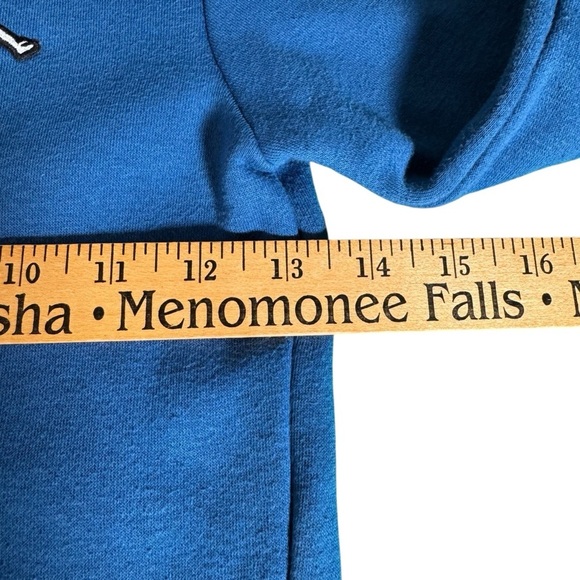 10 11 12 13 14 15 16
sha • Menomonee Falls •